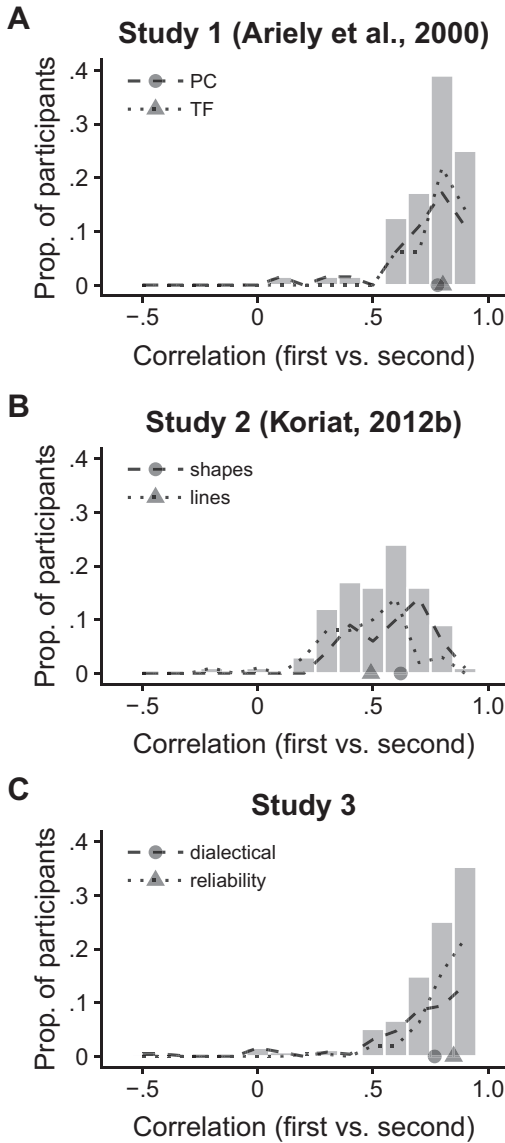 A
Study 1 (Ariely et al., 2000)
.4
PC
TF
.3
.2
.1
0
Prop. of participants
−.5
0
.5
1.0
Correlation (first vs. second)
B
Study 2 (Koriat, 2012b)
.4
shapes
lines
.3
.2
.1
0
Prop. of participants
−.5
0
.5
1.0
Correlation (first vs. second)
C
Study 3
.4
dialectical
reliability
.3
.2
.1
0
Prop. of participants
−.5
0
.5
1.0
Correlation (first vs. second)